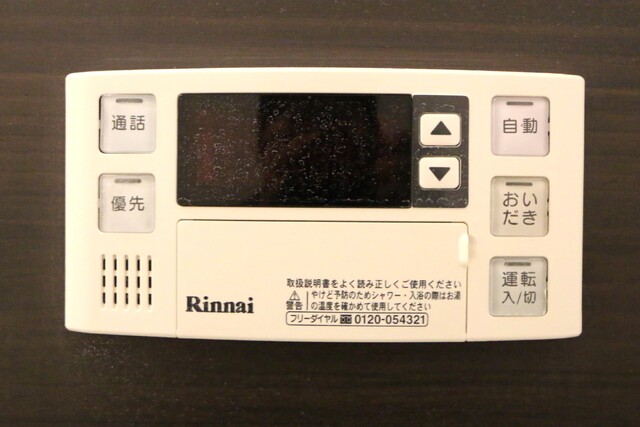 通話
自動
優先
おい
だき
取扱説明書をよく読み正しくご使用ください
やけど予防のためシャワー・入浴の際はお湯
警告 の温度を確かめて使用してください
Rinnai
フリーダイヤル 0120-054321
運転
入/切